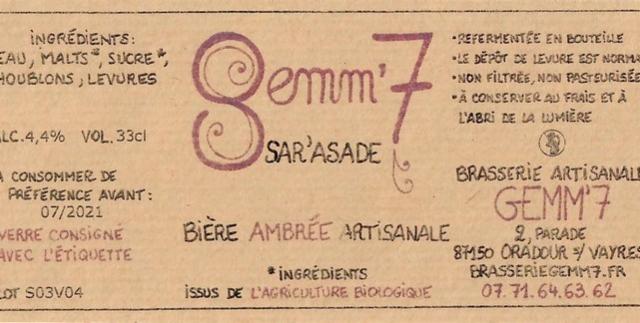 INGRÉDIENTS:
EAU, MALTS*, SUCRE*,
HOUBLONS, LEVURES
ALC.4,4% VOL.33cl
À CONSOMMER DE
PRÉFÉRENCE AVANT:
07/2021
VERRE CONSIGNÉ
AVEC L'ÉTIQUETTE
LOT S03V04
Gemm'7
SAR'ASADE
BIÈRE AMBRÉE ARTISANALE
*INGRÉDIENTS
ISSUS DE L'AGRICULTURE BIOLOGIQUE
•REFERMENTÉE EN BOUTEILLE
•LE DÉPÔT DE LEVURE EST NORMA
•NON FILTRÉE, NON PASTEURISÉE
•À CONSERVER AU FRAIS ET À
L'ABRI DE LA LUMIÈRE
BRASSERIE ARTISANALE
GEMM'7
2, PARADE
87150 ORADOUR S/ VAYRES
BRASSERIEGEMM7.FR
07.71.64.63.62